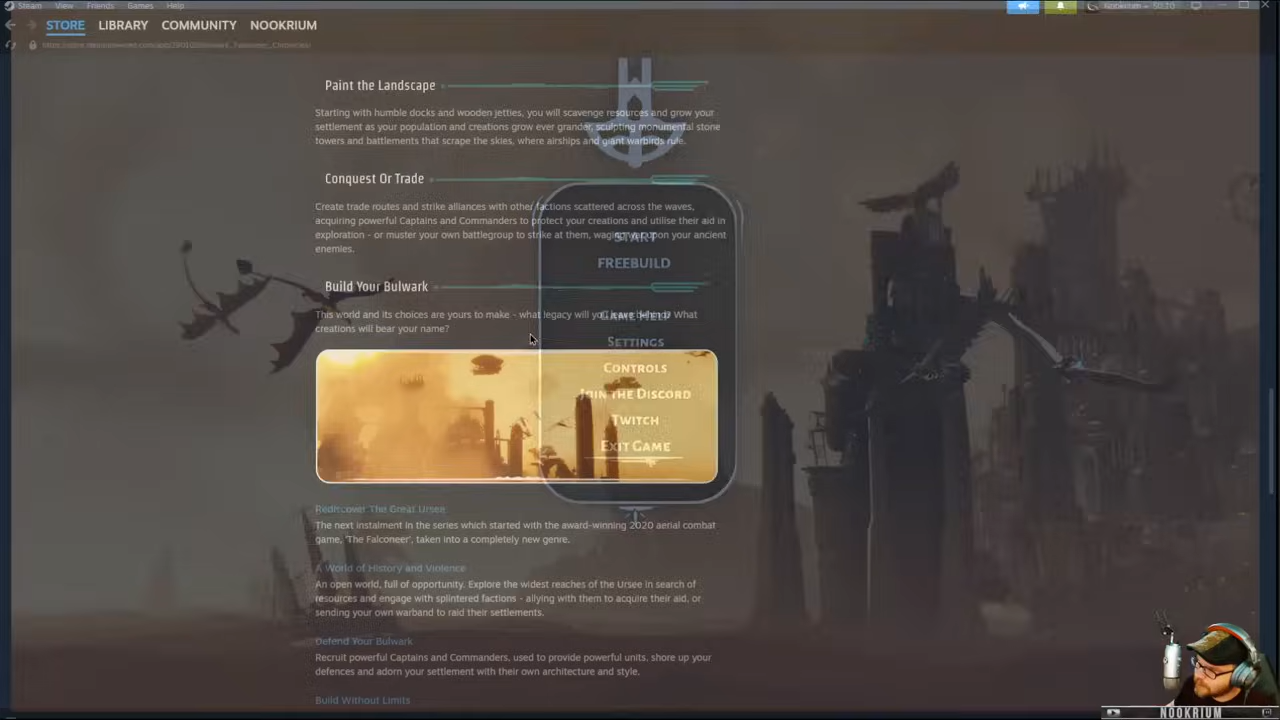 Steam View Friends Games Help
Nookrium
STORE LIBRARY COMMUNITY NOOKRIUM
Paint the Landscape
Starting with humble docks and wooden jetties, you will scavenge resources and grow your
settlement as your population and creations grow ever grander, sculpting monumental stone
towers and battlements that scrape the skies, where airships and giant warbirds rule.
Conquest Or Trade
Create trade routes and strike alliances with other factions scattered across the waves,
acquiring powerful Captains and Commanders to protect your creations and utilise their aid in
exploration - or muster your own battlegroup to strike at them, waging war upon your ancient
enemies.
START
FREEBUILD
Build Your Bulwark
This world and its choices are yours to make - what legacy will you leave behind? What
creations will bear your name?
GAME HELP
SETTINGS
CONTROLS
JOIN THE DISCORD
TWITCH
EXIT GAME
Rediscover The Great Ursee
The next instalment in the series which started with the award-winning 2020 aerial combat
game, 'The Falconeer', taken into a completely new genre.
A World of History and Violence
An open world, full of opportunity. Explore the widest reaches of the Ursee in search of
resources and engage with splintered factions - allying with them to acquire their aid, or
sending your own warband to raid their settlements.
Defend Your Bulwark
Recruit powerful Captains and Commanders, used to provide powerful units, shore up your
defences and adorn your settlement with their own architecture and style.
Build Without Limits
NOOKRIUM